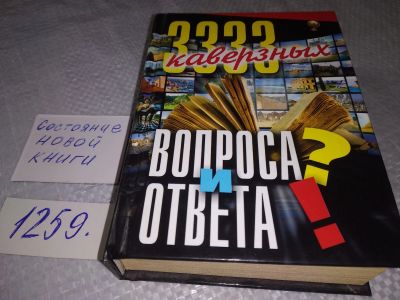 3333
каверзных
ВОПРОСА
И
ОТВЕТА
?!
Состояние
новой
книги
1259.